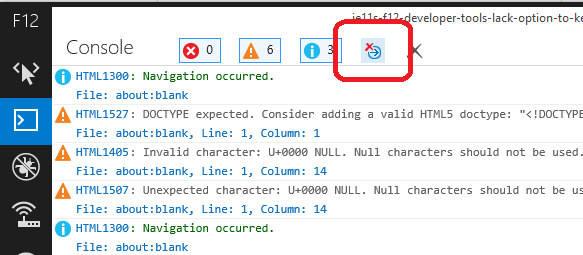 F12
ie11s-f12-developer-tools-lack-option-to-ke
Console
0
6
3
HTML1300: Navigation occurred.
File: about:blank
HTML1527: DOCTYPE expected. Consider adding a valid HTML5 doctype: "<!DOCTYPE
File: about:blank, Line: 1, Column: 1
HTML1405: Invalid character: U+0000 NULL. Null characters should not be used.
File: about:blank, Line: 1, Column: 14
HTML1507: Unexpected character: U+0000 NULL. Null characters should not be us
File: about:blank, Line: 1, Column: 14
HTML1300: Navigation occurred.
File: about:blank